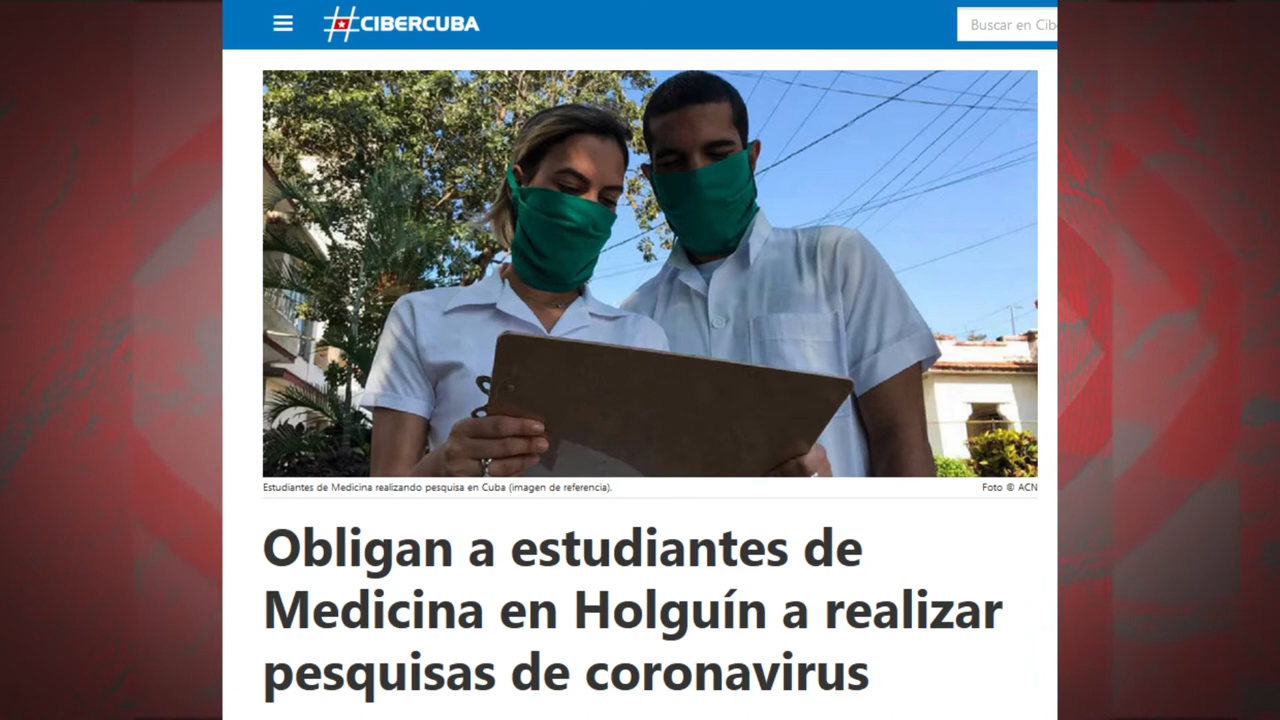 #CIBERCUBA
Buscar en Cib
Estudiantes de Medicina realizando pesquisa en Cuba (imagen de referencia).
Foto © ACN
Obligan a estudiantes de
Medicina en Holguín a realizar
pesquisas de coronavirus